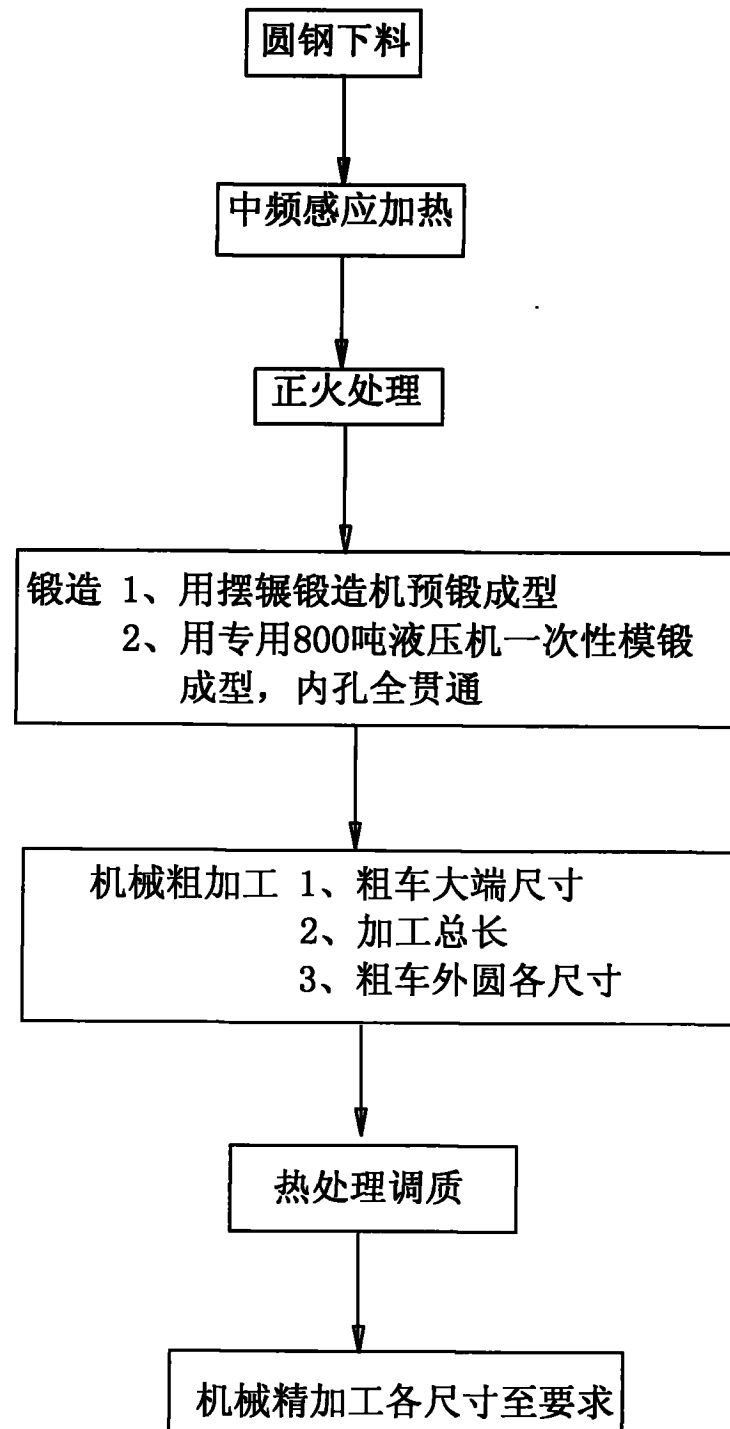 圆钢下料
中频感应加热
正火处理
锻造 1、用摆辗锻造机预锻成型
2、用专用800吨液压机一次性模锻
成型，内孔全贯通
机械粗加工 1、粗车大端尺寸
2、加工总长
3、粗车外圆各尺寸
热处理调质
机械精加工各尺寸至要求